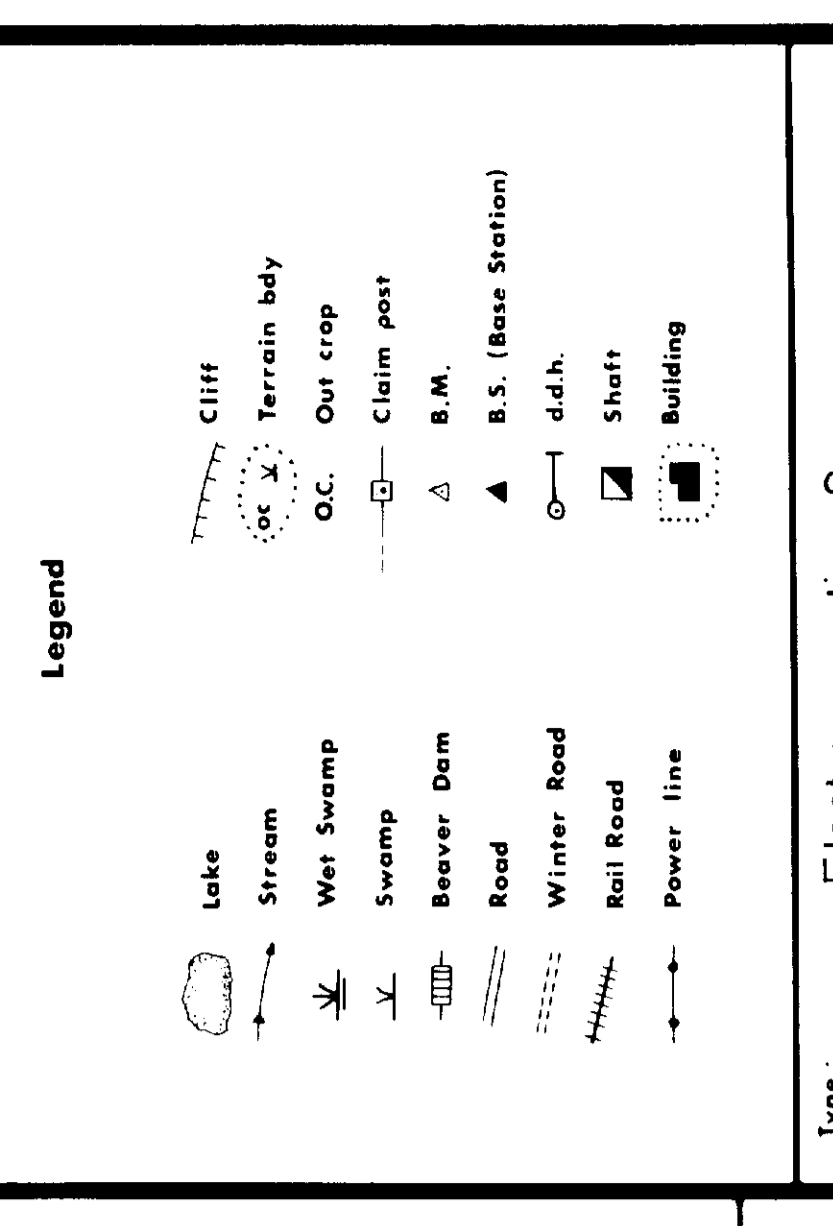 Legend
Lake
Stream
Wet Swamp
Swamp
Beaver Dam
Road
Winter Road
Rail Road
Power line
Cliff
oc Terrain bdy
O.C. Out crop
Claim post
B.M.
B.S. (Base Station)
d.d.h.
Shaft
Building